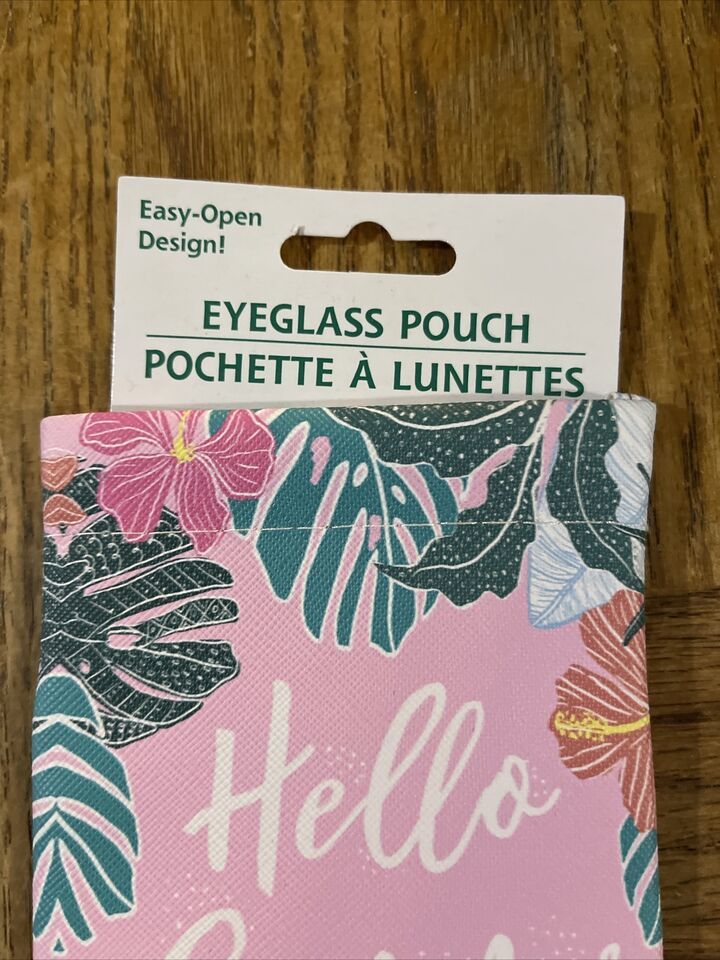 Easy-Open
Design!
EYEGLASS POUCH
POCHETTE À LUNETTES
Hello